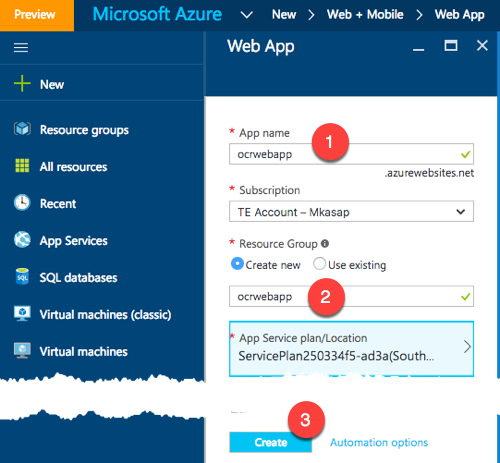 Preview
Microsoft Azure New > Web + Mobile > Web App
Web App
New
Resource groups
All resources
Recent
App Services
SQL databases
Virtual machines (classic)
Virtual machines
* App name
1
ocrwebapp
.azurewebsites.net
* Subscription
TE Account – Mkasap
* Resource Group
Create new Use existing
ocrwebapp
2
* App Service plan/Location
ServicePlan250334f5-ad3a(South...
3
Create Automation options